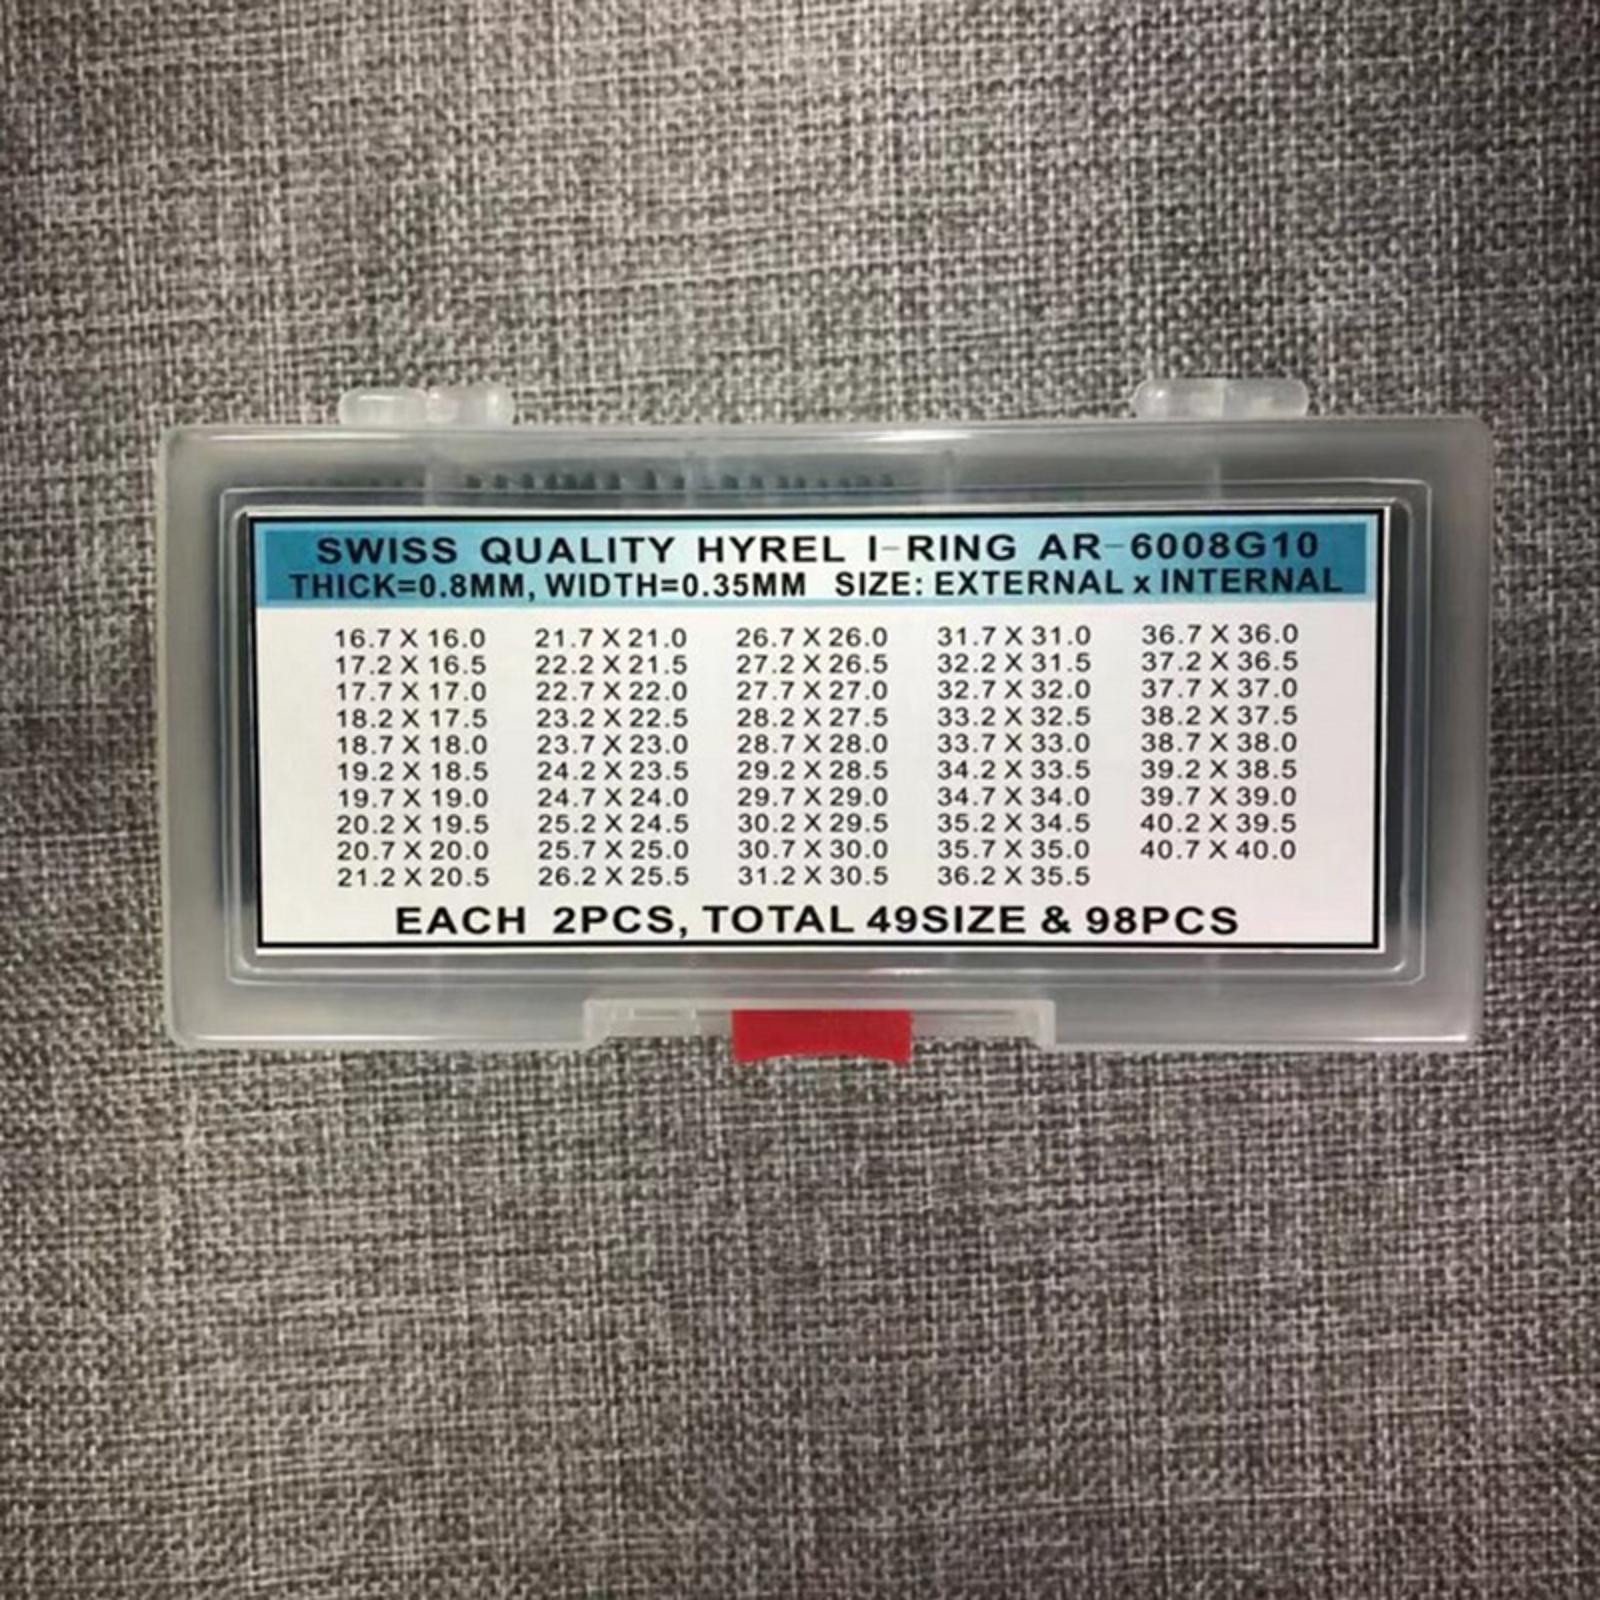 SWISS QUALITY HYREL I-RING AR-6008G10
THICK=0.8MM, WIDTH=0.35MM SIZE: EXTERNAL x INTERNAL
16.7 X 16.0 21.7 X 21.0 26.7 X 26.0 31.7 X 31.0 36.7 X 36.0
17.2 X 16.5 22.2 X 21.5 27.2 X 26.5 32.2 X 31.5 37.2 X 36.5
17.7 X 17.0 22.7 X 22.0 27.7 X 27.0 32.7 X 32.0 37.7 X 37.0
18.2 X 17.5 23.2 X 22.5 28.2 X 27.5 33.2 X 32.5 38.2 X 37.5
18.7 X 18.0 23.7 X 23.0 28.7 X 28.0 33.7 X 33.0 38.7 X 38.0
19.2 X 18.5 24.2 X 23.5 29.2 X 28.5 34.2 X 33.5 39.2 X 38.5
19.7 X 19.0 24.7 X 24.0 29.7 X 29.0 34.7 X 34.0 39.7 X 39.0
20.2 X 19.5 25.2 X 24.5 30.2 X 29.5 35.2 X 34.5 40.2 X 39.5
20.7 X 20.0 25.7 X 25.0 30.7 X 30.0 35.7 X 35.0 40.7 X 40.0
21.2 X 20.5 26.2 X 25.5 31.2 X 30.5 36.2 X 35.5
EACH 2PCS, TOTAL 49SIZE & 98PCS